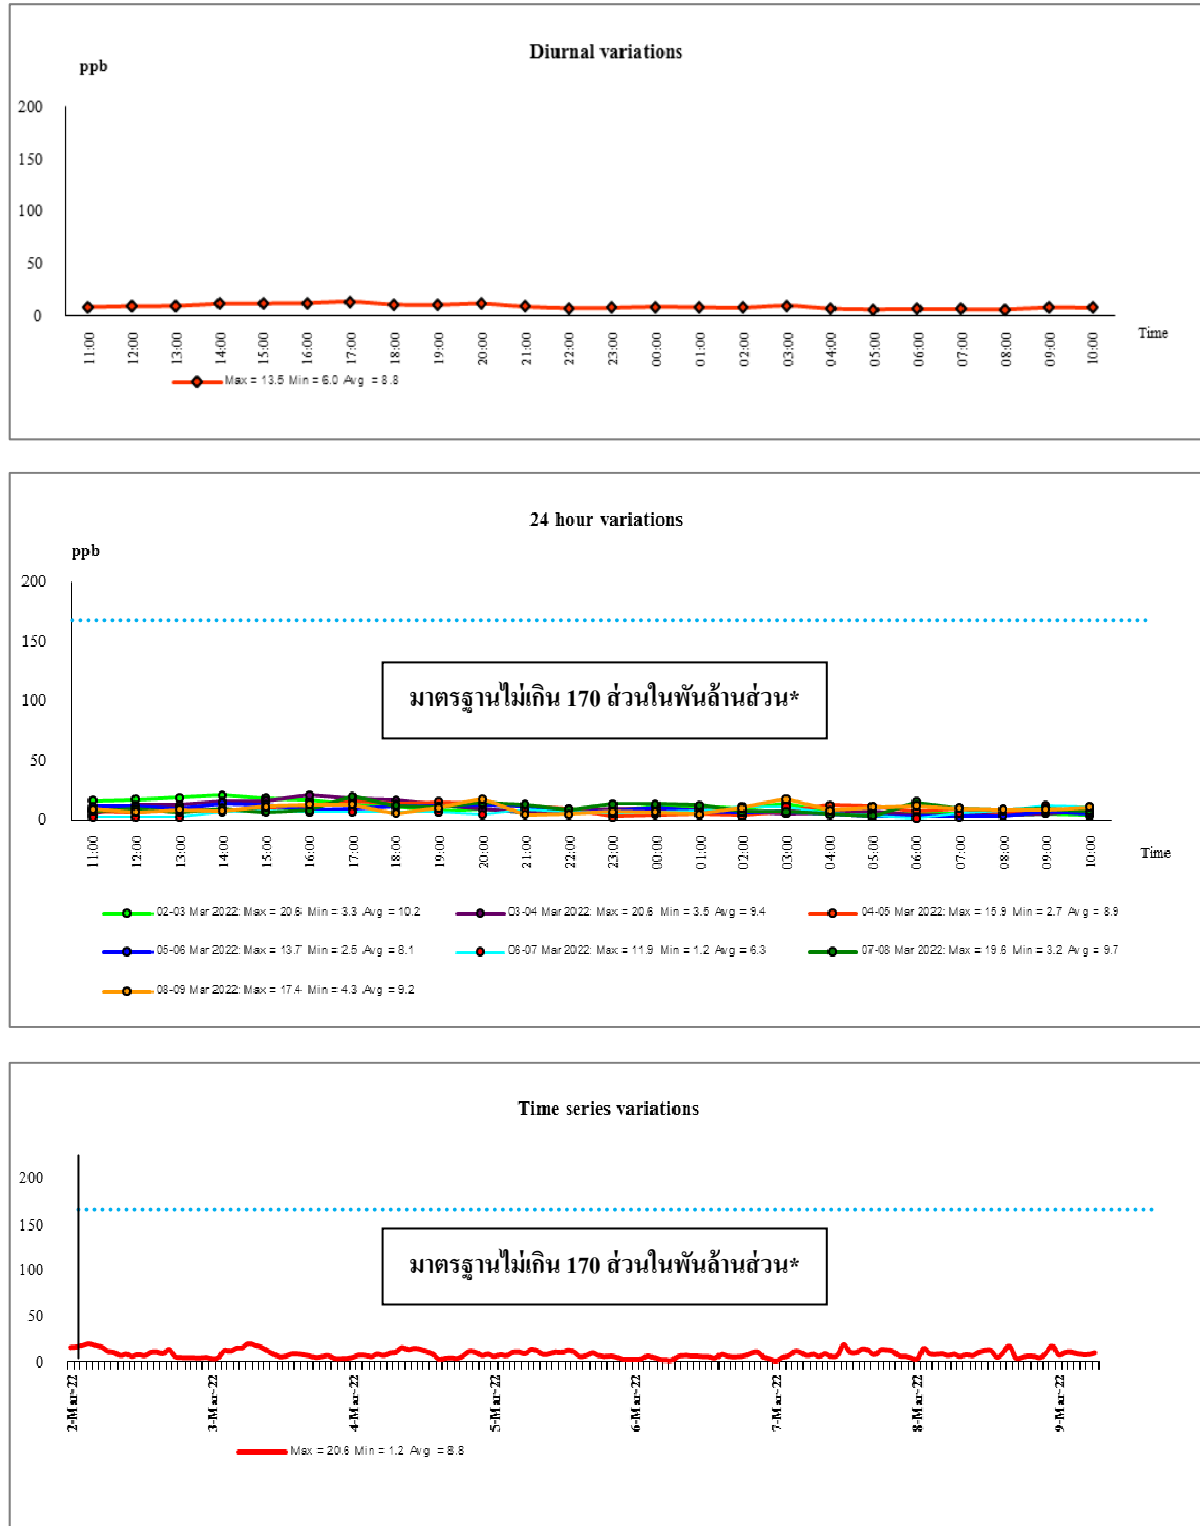 Diurnal variations
ppb
200
150
100
50
0
11:00 12:00 13:00 14:00 15:00 16:00 17:00 18:00 19:00 20:00 21:00 22:00 23:00 00:00 01:00 02:00 03:00 04:00 05:00 06:00 07:00 08:00 09:00 10:00
Time
Max = 13.5 Min = 6.0 Avg = 8.8
24 hour variations
ppb
200
150
มาตรฐานไม่เกิน 170 ส่วนในพันล้านส่วน*
100
50
0
11:00 12:00 13:00 14:00 15:00 16:00 17:00 18:00 19:00 20:00 21:00 22:00 23:00 00:00 01:00 02:00 03:00 04:00 05:00 06:00 07:00 08:00 09:00 10:00
Time
02-03 Mar 2022: Max = 20.6 Min = 3.3 Avg = 10.2
03-04 Mar 2022: Max = 20.6 Min = 3.5 Avg = 9.4
04-05 Mar 2022: Max = 15.9 Min = 2.7 Avg = 8.9
05-06 Mar 2022: Max = 13.7 Min = 2.5 Avg = 8.1
06-07 Mar 2022: Max = 11.9 Min = 1.2 Avg = 6.3
07-08 Mar 2022: Max = 19.6 Min = 3.2 Avg = 9.7
08-09 Mar 2022: Max = 17.4 Min = 4.3 Avg = 9.2
Time series variations
200
150
มาตรฐานไม่เกิน 170 ส่วนในพันล้านส่วน*
100
50
0
2-Mar-22 3-Mar-22 4-Mar-22 5-Mar-22 6-Mar-22 7-Mar-22 8-Mar-22 9-Mar-22
Max = 20.6 Min = 1.2 Avg = 8.8